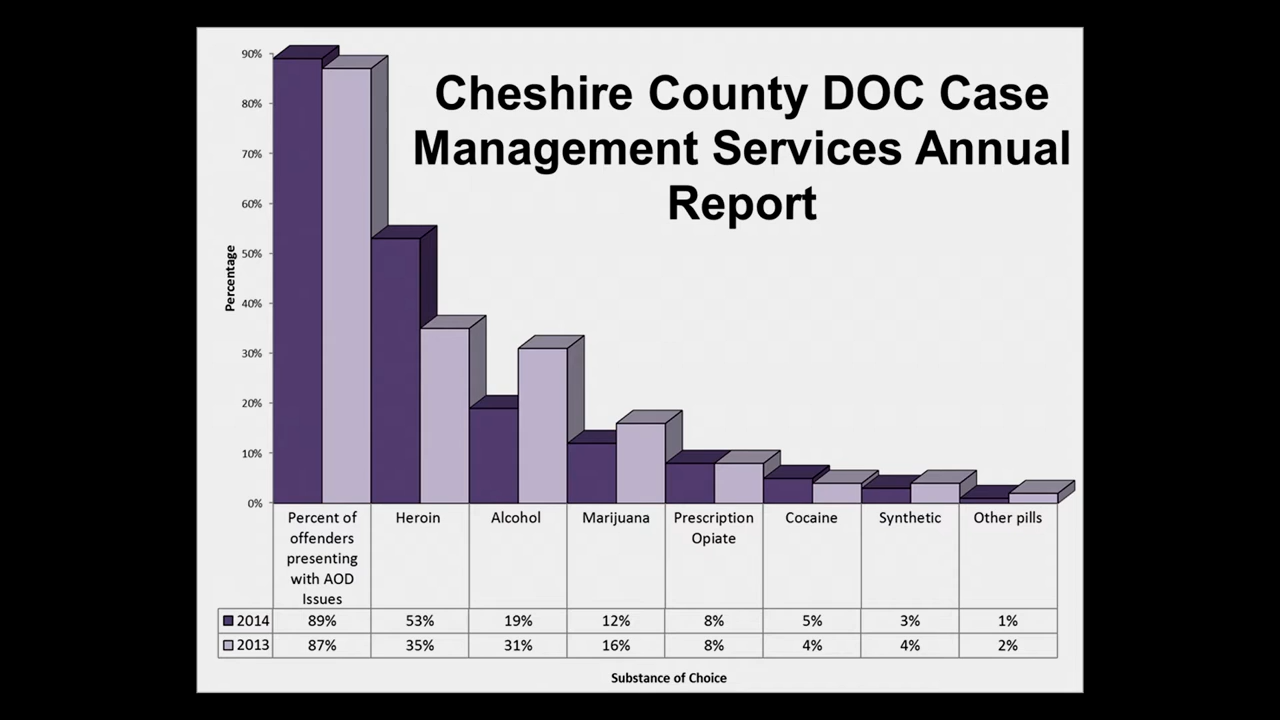 Cheshire County DOC Case
Management Services Annual
Report
90%
80%
70%
60%
50%
40%
30%
20%
10%
0%
Percentage
Percent of
offenders
presenting
with AOD
Issues
Heroin
Alcohol
Marijuana
Prescription
Opiate
Cocaine
Synthetic
Other pills
2014 89% 53% 19% 12% 8% 5% 3% 1%
2013 87% 35% 31% 16% 8% 4% 4% 2%
Substance of Choice